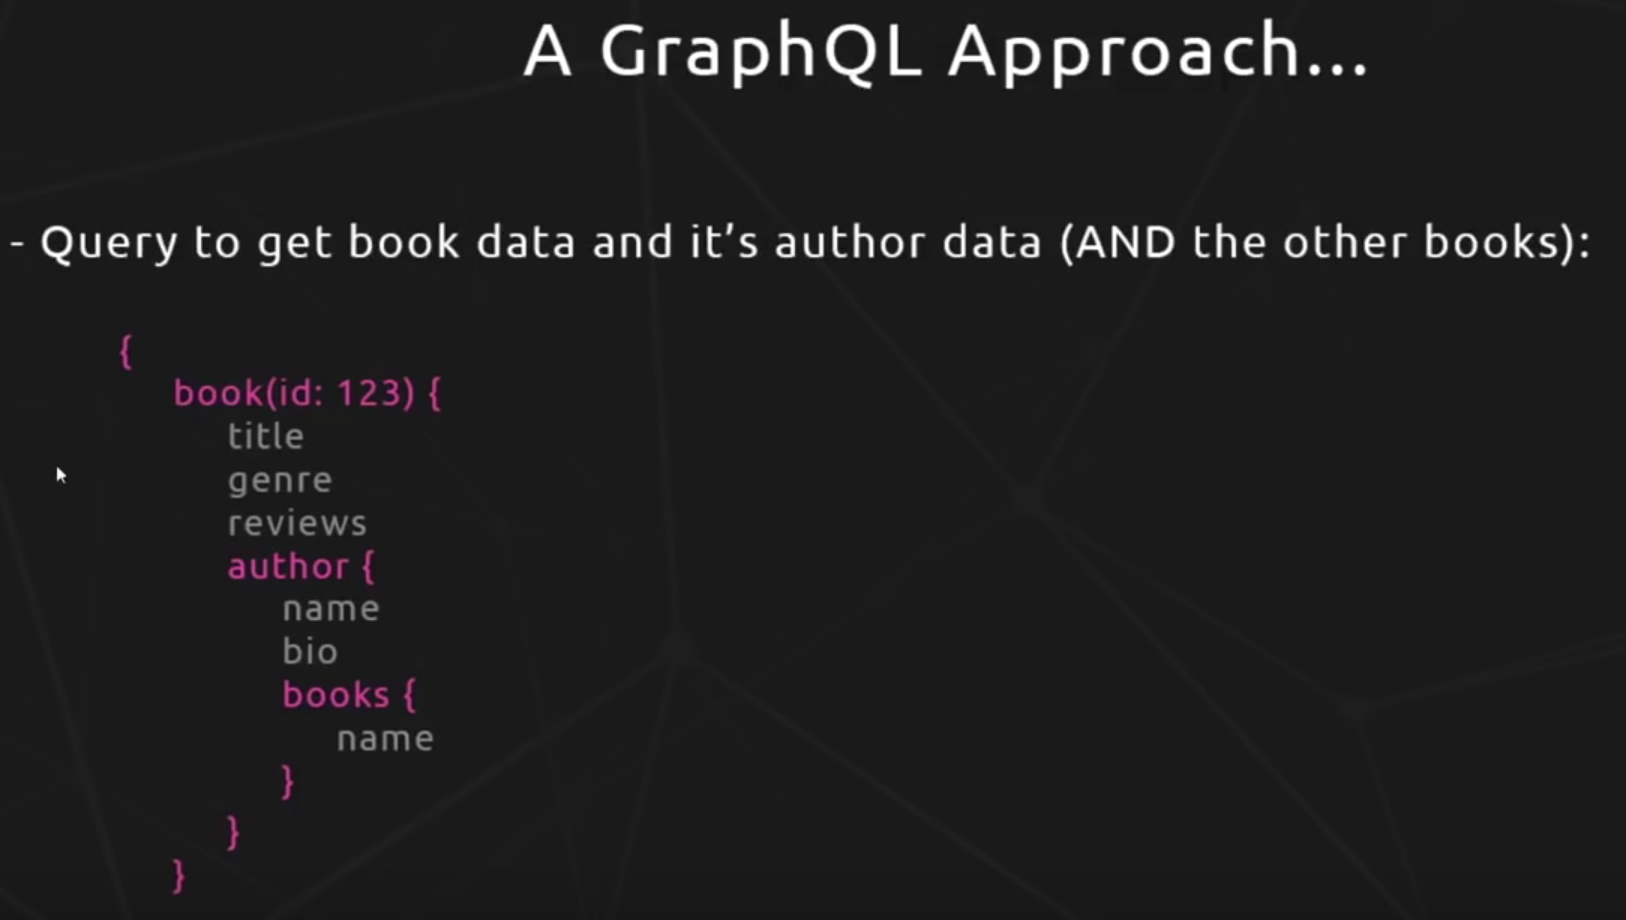 A GraphQL Approach...
- Query to get book data and it's author data (AND the other books):
{
book(id: 123) {
title
genre
reviews
author {
name
bio
books {
name
}
}
}